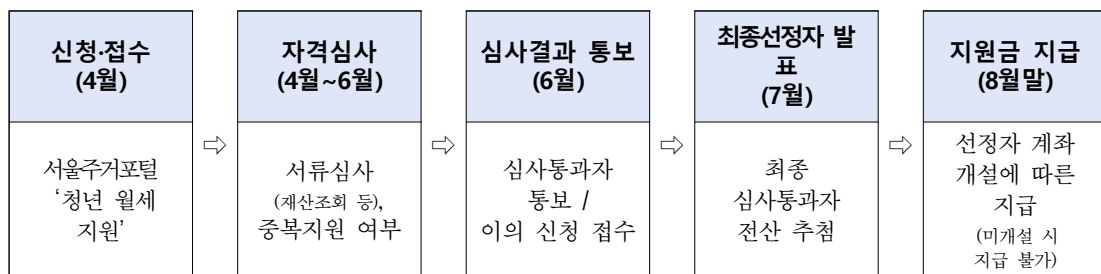 신청·접수
(4월)
서울주거포털
‘청년 월세
지원’
⇨
자격심사
(4월~6월)
서류심사
(재산조회 등),
중복지원 여부
⇨
심사결과 통보
(6월)
심사통과자
통보 /
이의 신청 접수
⇨
최종선정자 발
표
(7월)
최종
심사통과자
전산 추첨
⇨
지원금 지급
(8월말)
선정자 계좌
개설에 따른
지급
(미개설 시
지급 불가)